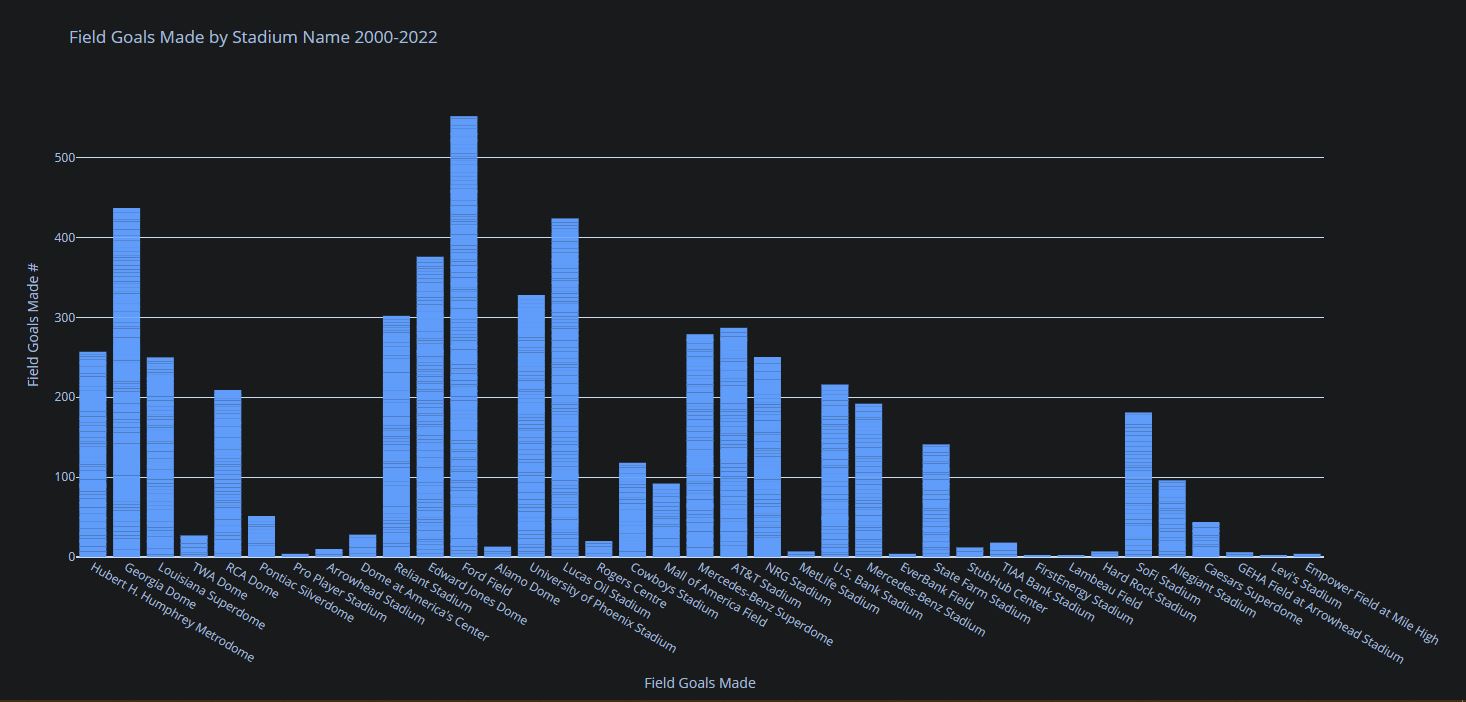 Field Goals Made by Stadium Name 2000-2022
Field Goals Made #
500
400
300
200
100
0
Hubert H. Humphrey Metrodome
Georgia Dome
Louisiana Superdome
TWA Dome
RCA Dome
Pontiac Silverdome
Pro Player Stadium
Arrowhead Stadium
Dome at America's Center
Reliant Stadium
Edward Jones Dome
Ford Field
Alamo Dome
University of Phoenix Stadium
Lucas Oil Stadium
Rogers Centre
Cowboys Stadium
Mall of America Field
Mercedes-Benz Superdome
AT&T Stadium
NRG Stadium
MetLife Stadium
U.S. Bank Stadium
Mercedes-Benz Stadium
EverBank Field
State Farm Stadium
StubHub Center
TIAA Bank Stadium
FirstEnergy Stadium
Lambeau Field
Hard Rock Stadium
SoFi Stadium
Allegiant Stadium
Caesars Superdome
GEHA Field at Arrowhead Stadium
Levi's Stadium
Empower Field at Mile High
Field Goals Made